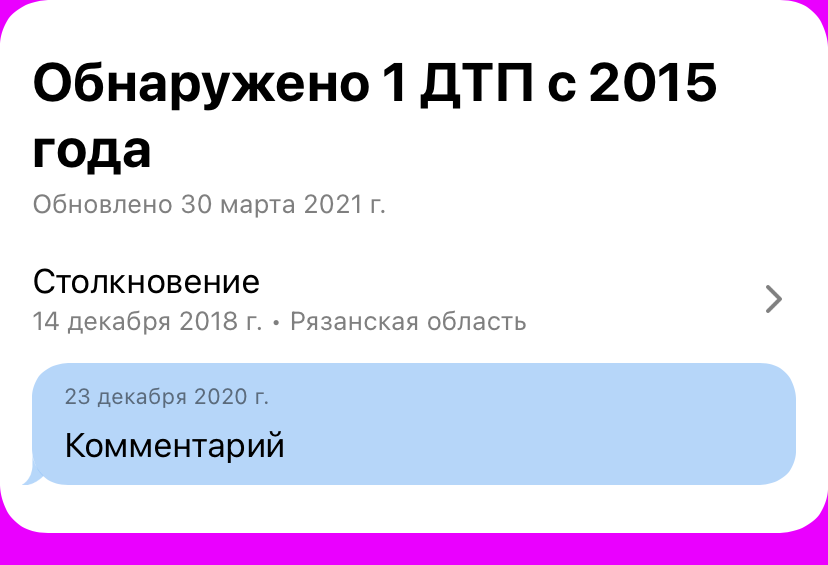 Обнаружено 1 ДТП с 2015
года
Обновлено 30 марта 2021 г.
Столкновение
14 декабря 2018 г. • Рязанская область
23 декабря 2020 г.
Комментарий